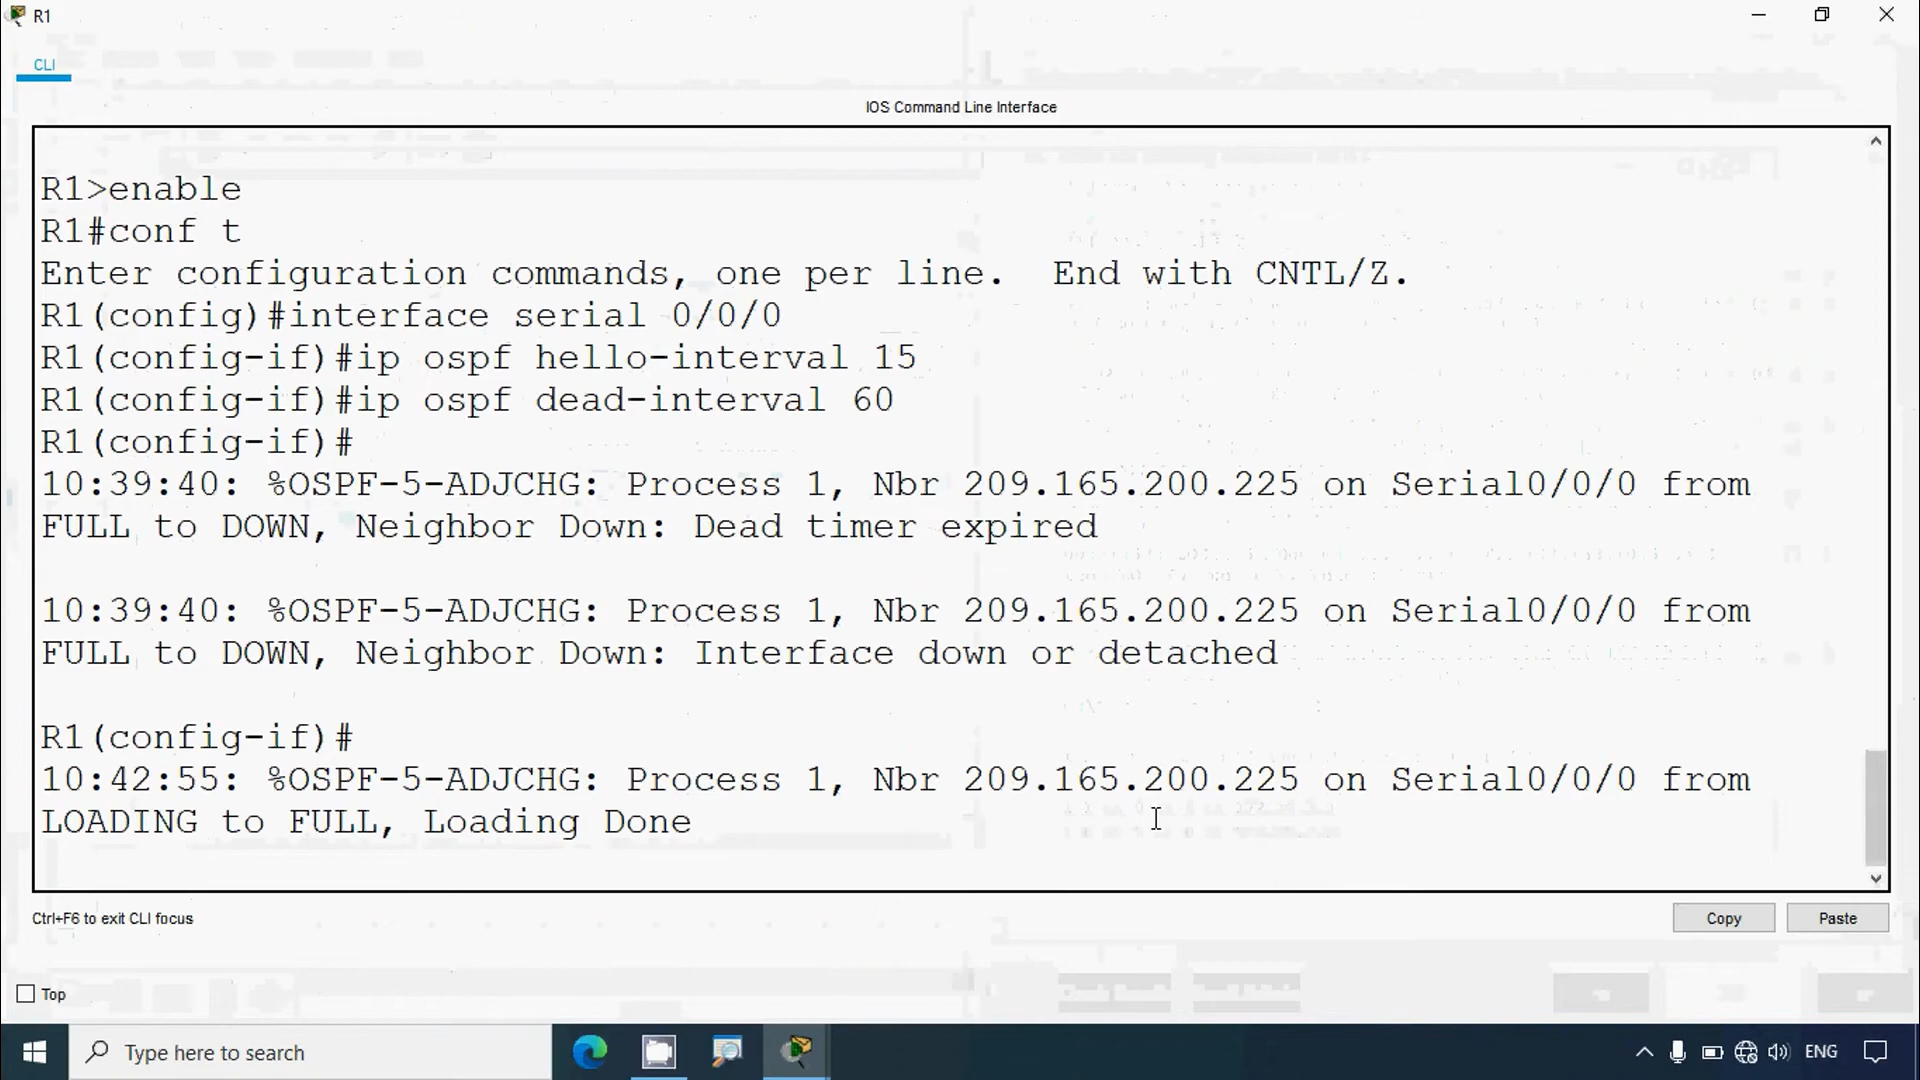 R1
CLI
IOS Command Line Interface
R1>enable
R1#conf t
Enter configuration commands, one per line.  End with CNTL/Z.
R1(config)#interface serial 0/0/0
R1(config-if)#ip ospf hello-interval 15
R1(config-if)#ip ospf dead-interval 60
R1(config-if)#
10:39:40: %OSPF-5-ADJCHG: Process 1, Nbr 209.165.200.225 on Serial0/0/0 from
FULL to DOWN, Neighbor Down: Dead timer expired
10:39:40: %OSPF-5-ADJCHG: Process 1, Nbr 209.165.200.225 on Serial0/0/0 from
FULL to DOWN, Neighbor Down: Interface down or detached
R1(config-if)#
10:42:55: %OSPF-5-ADJCHG: Process 1, Nbr 209.165.200.225 on Serial0/0/0 from
LOADING to FULL, Loading Done
Ctrl+F6 to exit CLI focus
Copy
Paste
Top
Type here to search
ENG